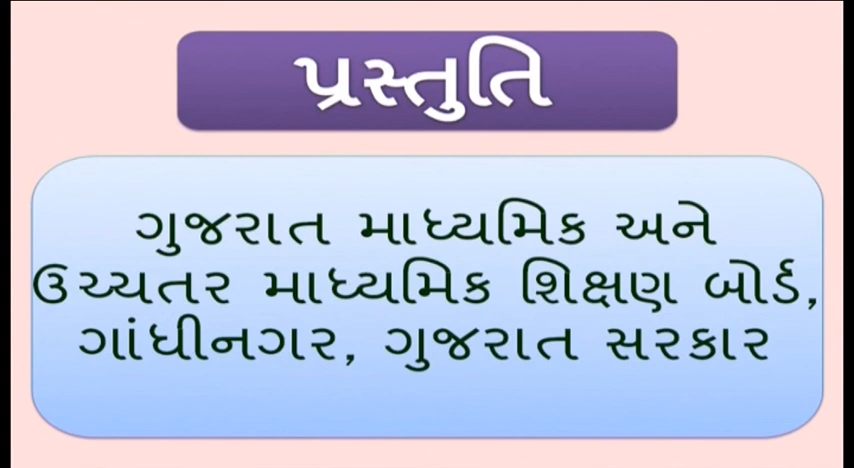 પ્રસ્તુતિ
ગુજરાત માધ્યમિક અને
ઉચ્ચતર માધ્યમિક શિક્ષણ બોર્ડ,
ગાંધીનગર, ગુજરાત સરકાર